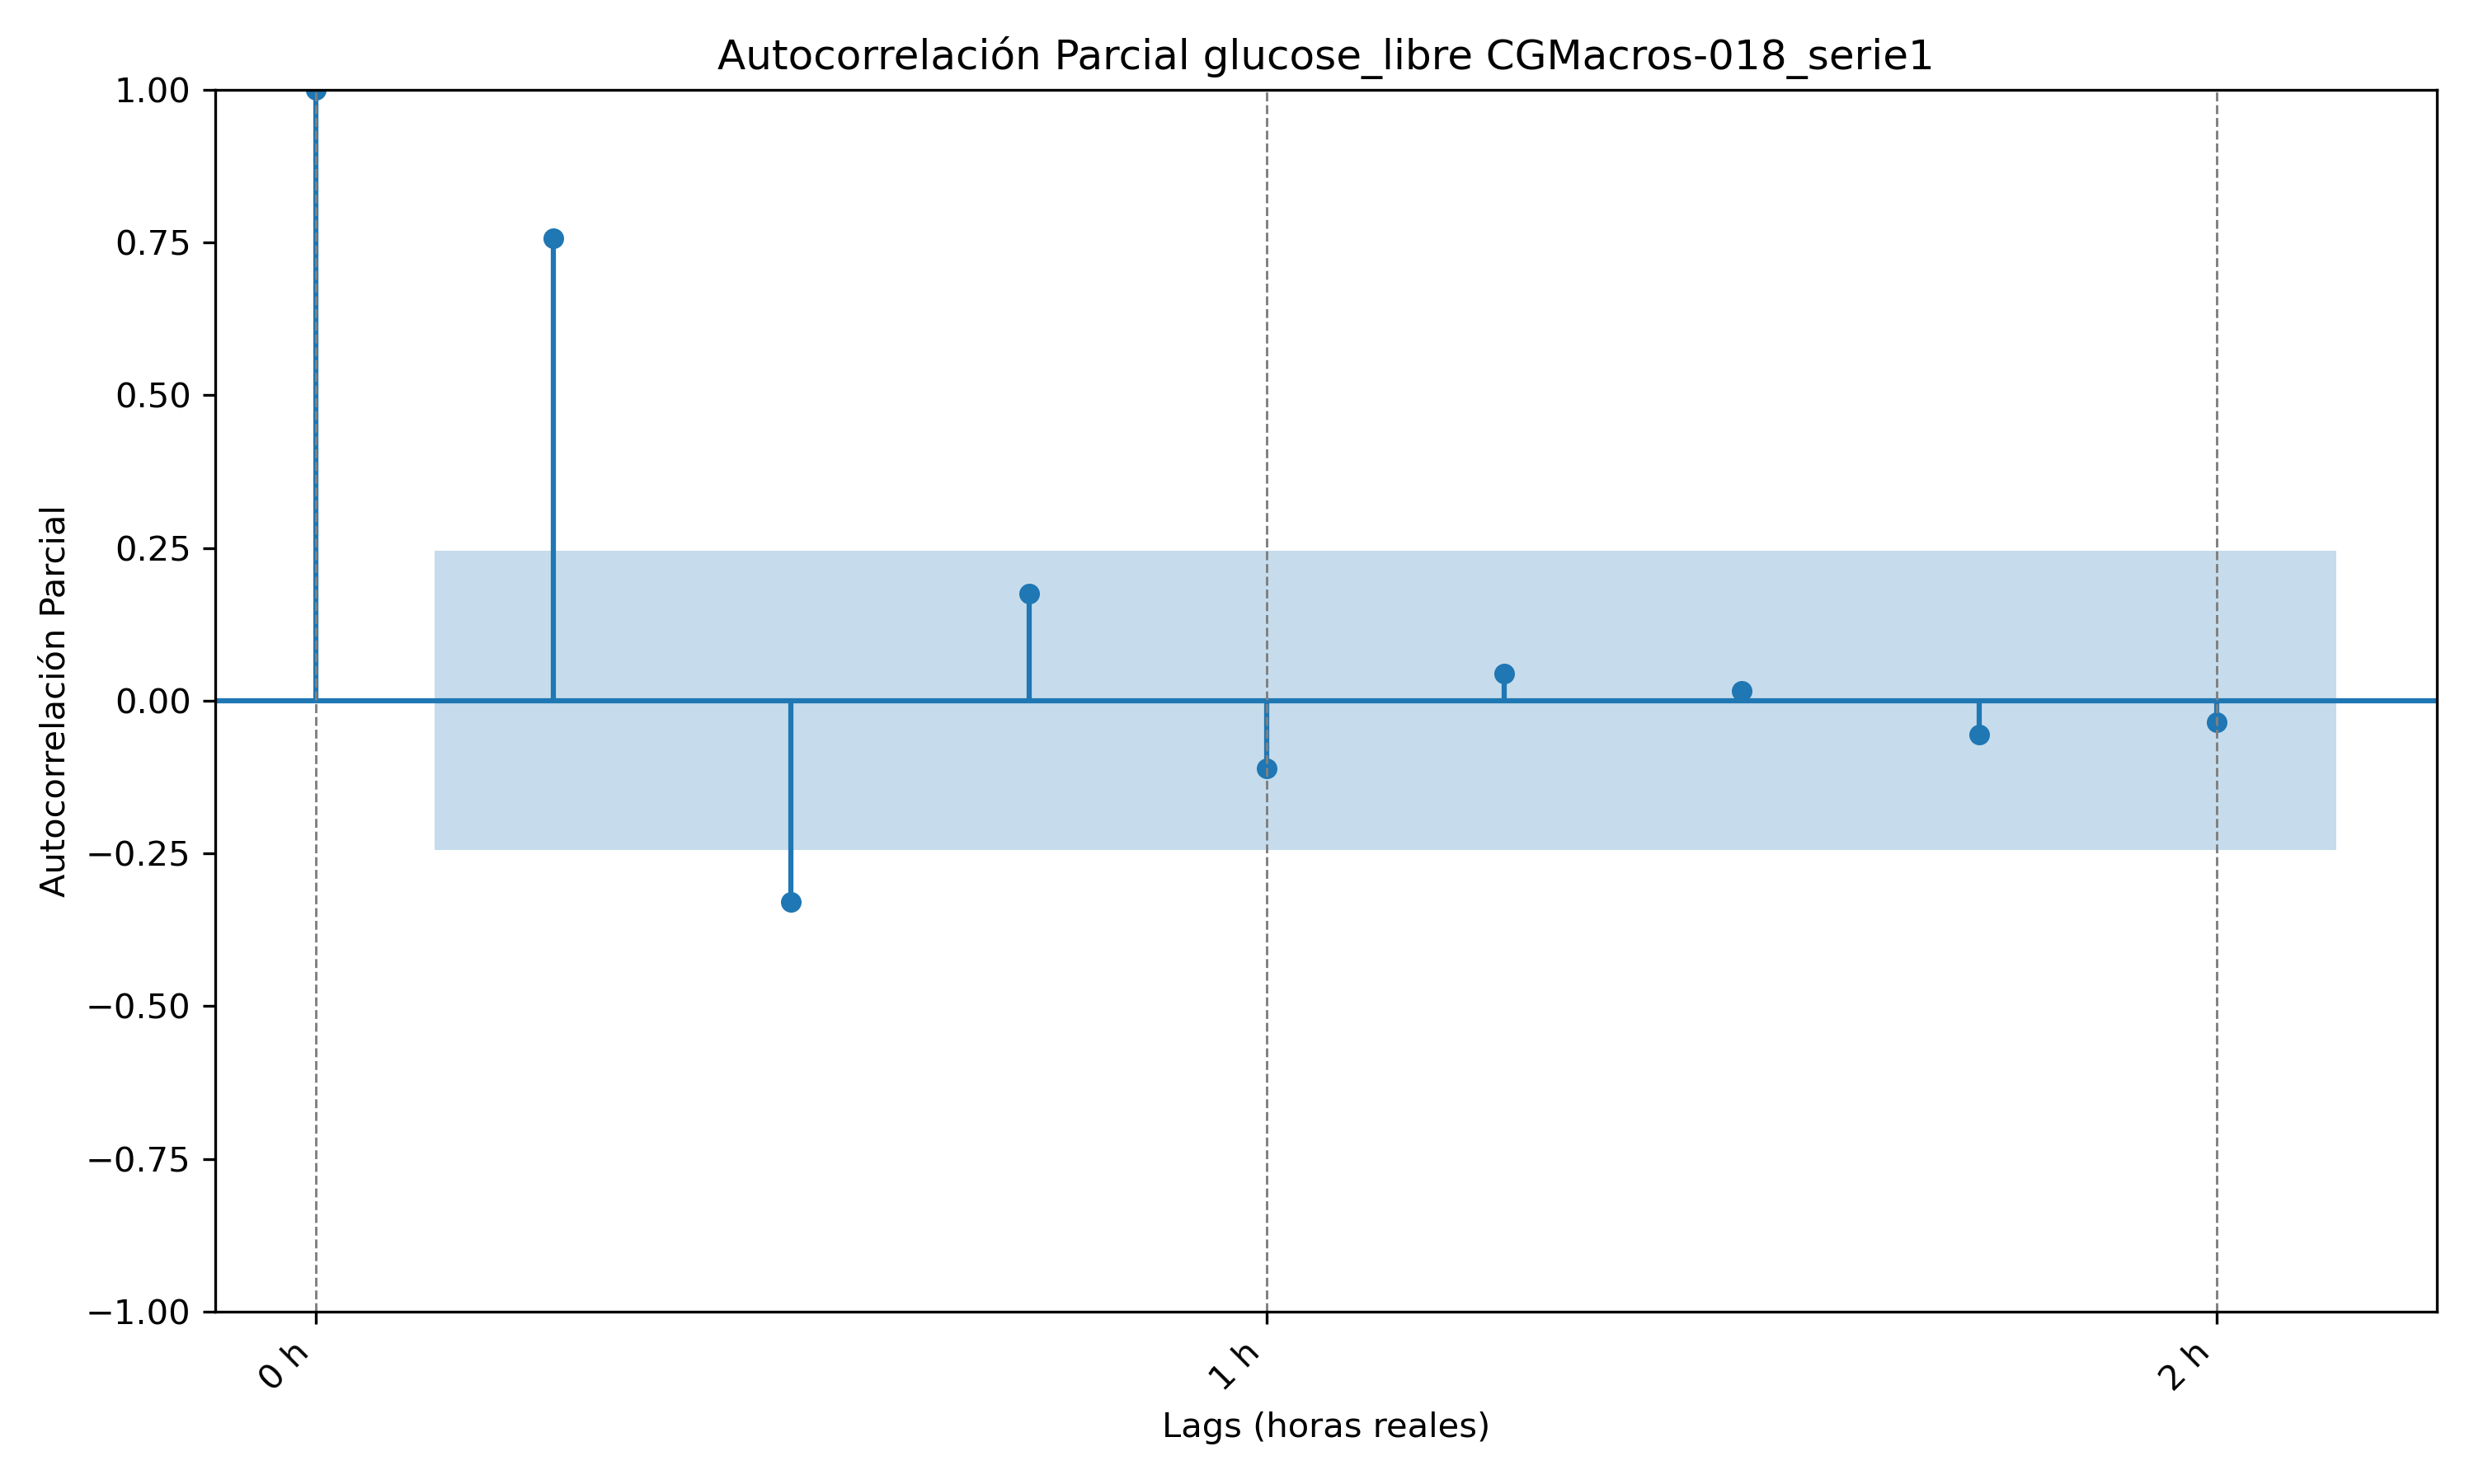 Autocorrelación Parcial glucose_libre CGMacros-018_serie1
Autocorrelación Parcial
1.00
0.75
0.50
0.25
0.00
−0.25
−0.50
−0.75
−1.00
0 h
1 h
2 h
Lags (horas reales)